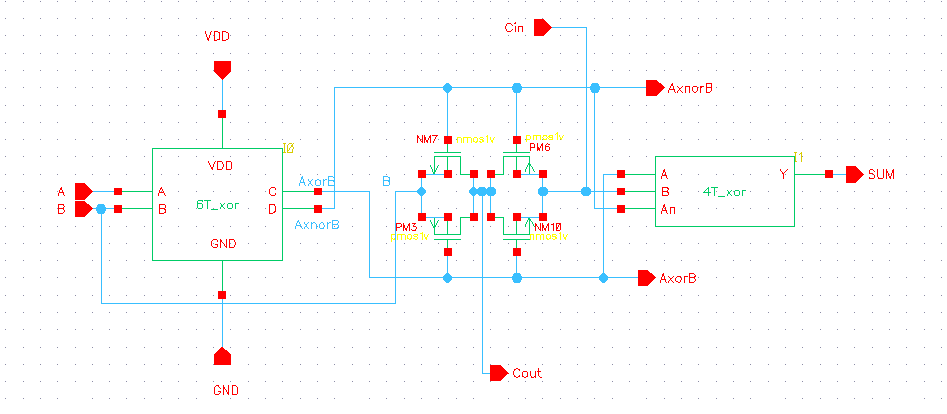 Cin
VDD
AxnorB
NM7
nmos1v
pmos1v
PM6
I0
VDD
I1
A
A
C
AxorB
B
A
Y
SUM
6T_xor
B
4T_xor
B
B
D
An
AxnorB
PM3
NM10
pmos1v
nmos1v
GND
AxorB
Cout
GND